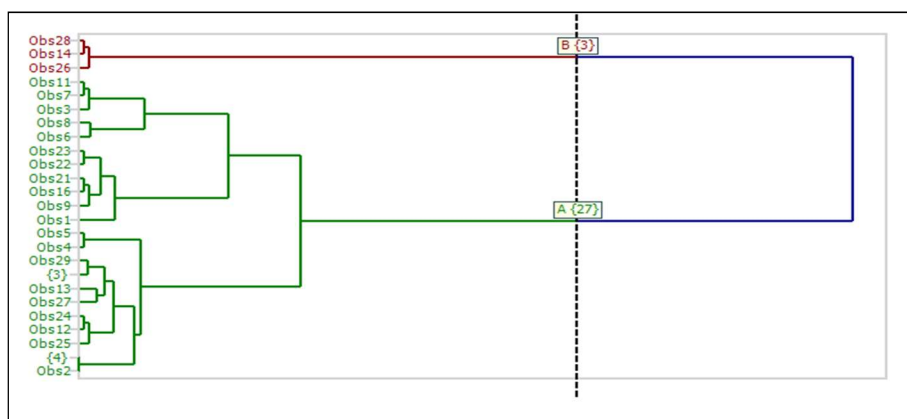 Obs28
B {3}
Obs14
Obs26
Obs11
Obs7
Obs3
Obs8
Obs6
Obs23
Obs22
Obs21
Obs16
Obs9
A {27}
Obs1
Obs5
Obs4
Obs29
{3}
Obs13
Obs27
Obs24
Obs12
Obs25
{4}
Obs2